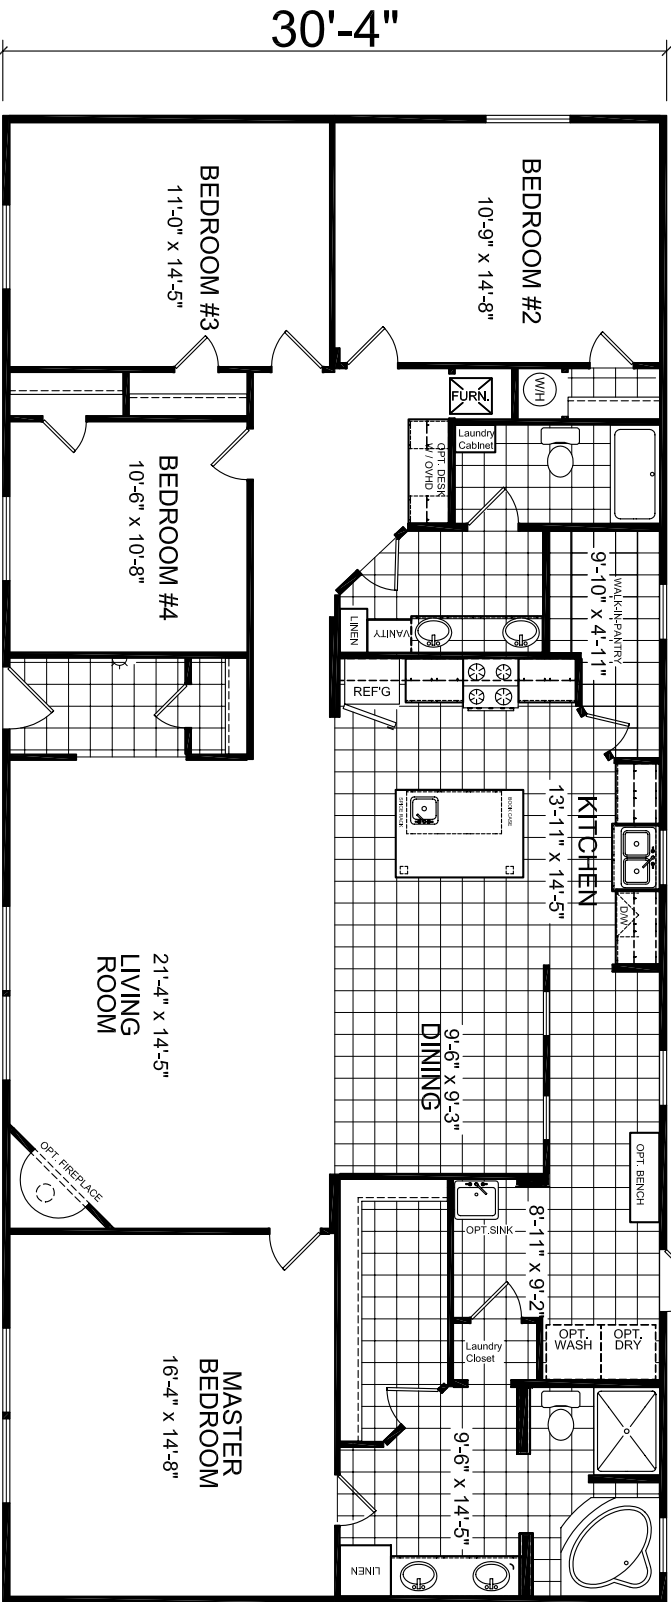 30'-4"
BEDROOM #3
11'-0" x 14'-5"
BEDROOM #2
10'-9" x 14'-8"
FURN.
W/H
Laundry
Cabinet
OPT. DESK
W / OVHD
BEDROOM #4
10'-6" x 10'-8"
WALK-IN-PANTRY
9'-10" x 4'-11"
LINEN
VANITY
REF'G
KITCHEN
13'-11" x 14'-5"
SPICE RACK
BOOK CASE
D/W
LIVING
ROOM
21'-4" x 14'-5"
DINING
9'-6" x 9'-3"
OPT. FIREPLACE
OPT. BENCH
OPT.SINK
8'-11" x 9'-2"
OPT.
WASH
OPT.
DRY
Laundry
Closet
MASTER
BEDROOM
16'-4" x 14'-8"
9'-6" x 14'-5"
LINEN